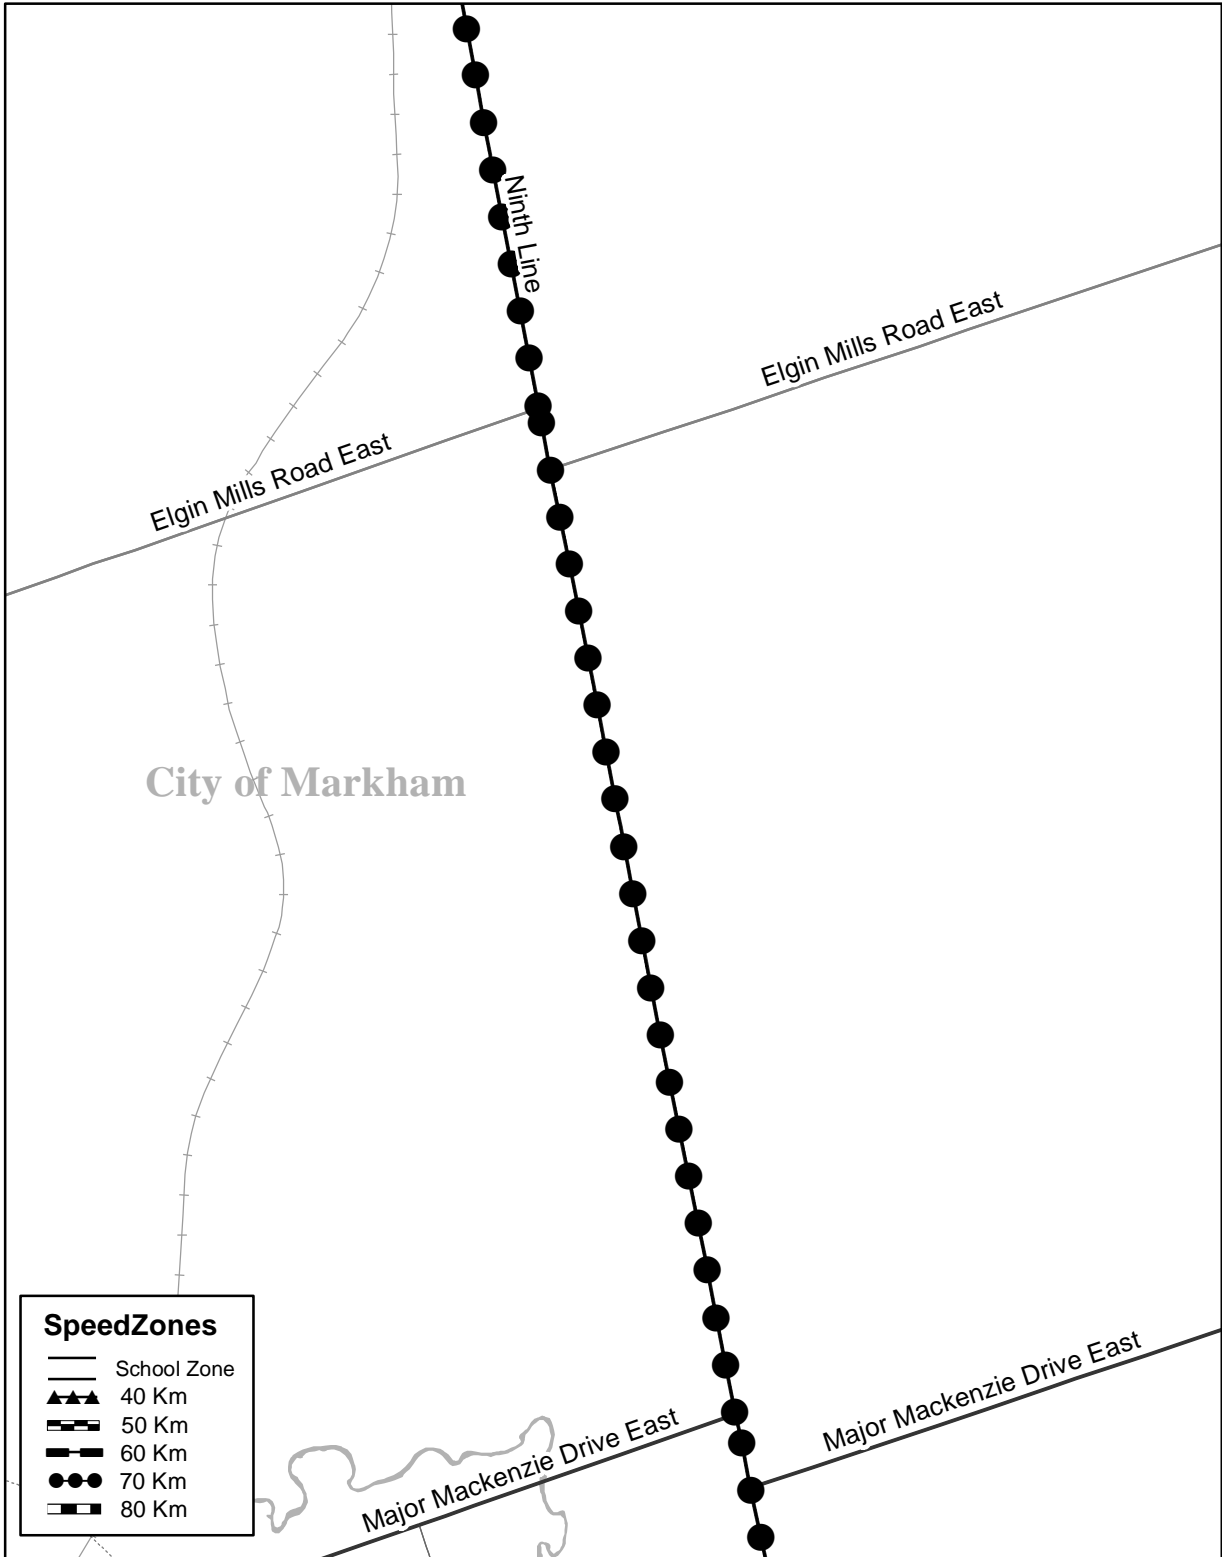 Ninth Line
Elgin Mills Road East
Elgin Mills Road East
City of Markham
SpeedZones
School Zone
40 Km
50 Km
60 Km
70 Km
80 Km
Major Mackenzie Drive East
Major Mackenzie Drive East